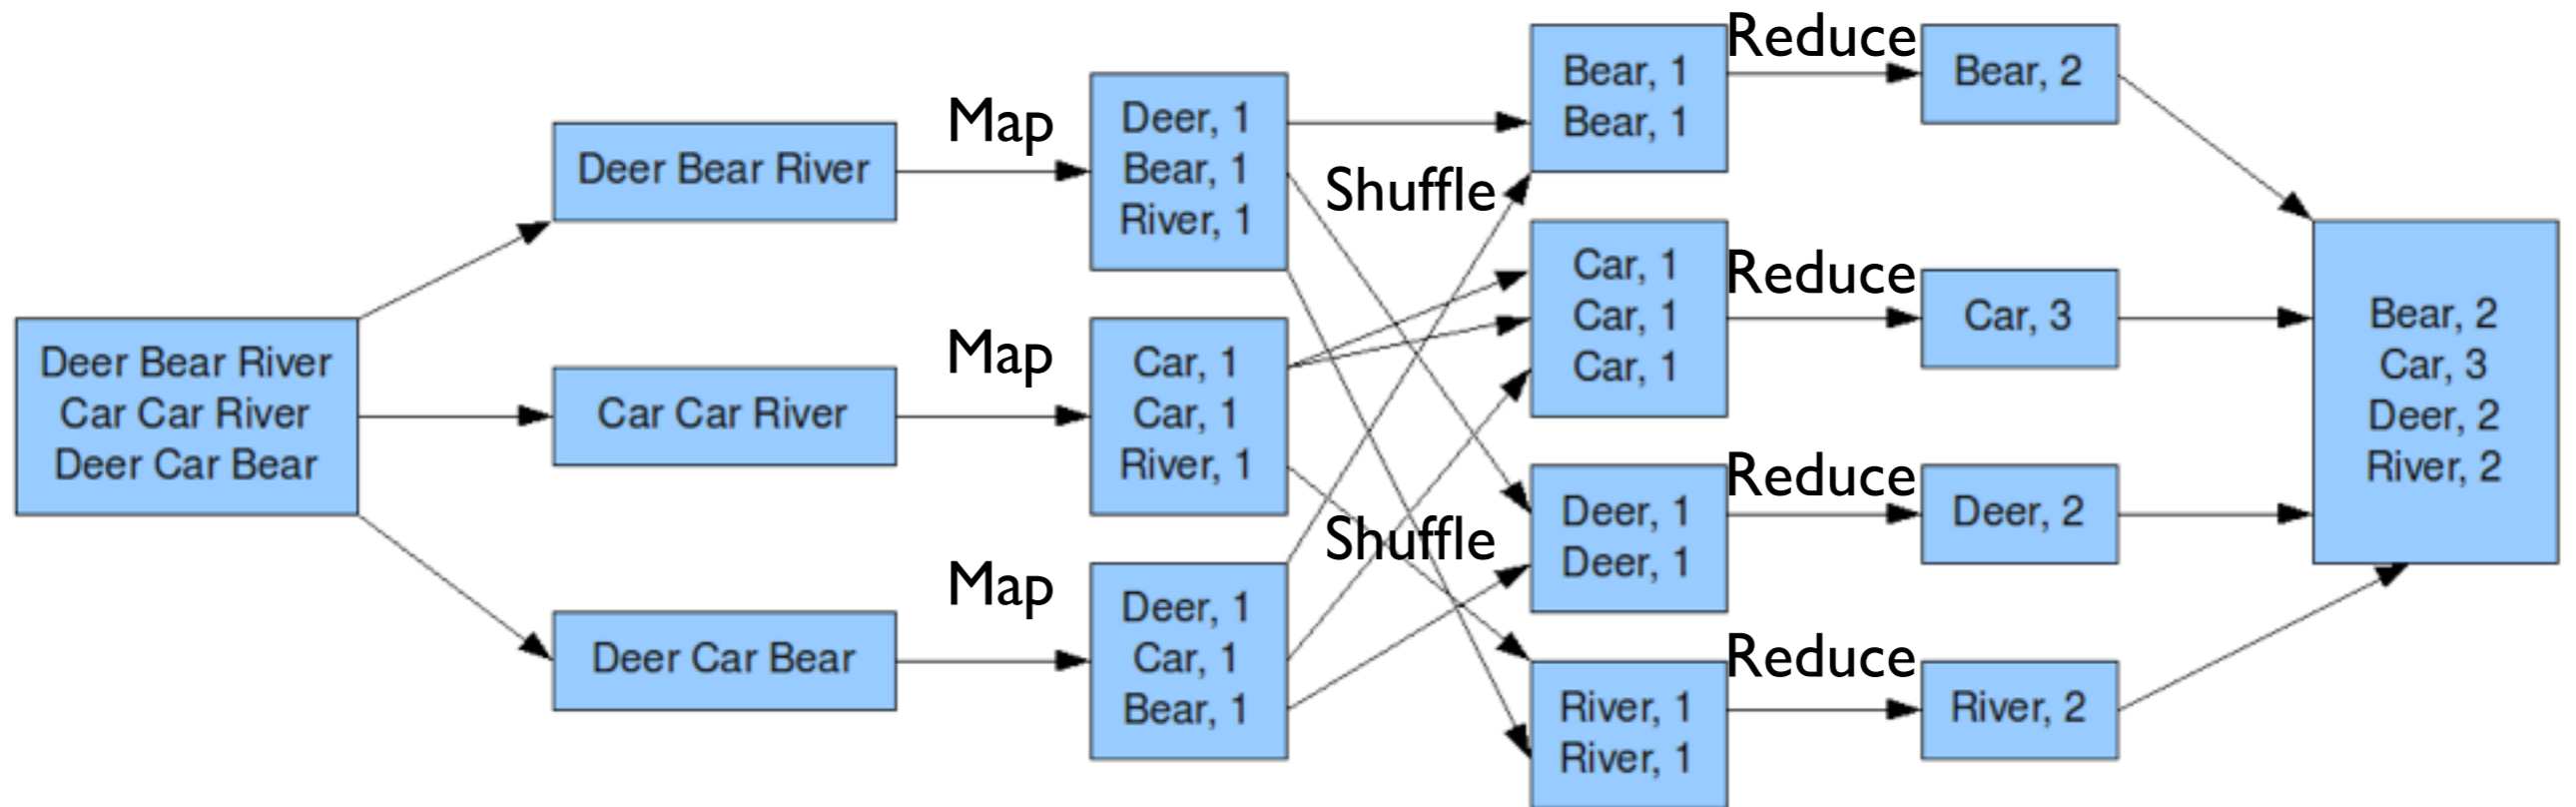 Deer Bear River
Car Car River
Deer Car Bear
Deer Bear River
Car Car River
Deer Car Bear
Map
Map
Map
Deer, 1
Bear, 1
River, 1
Car, 1
Car, 1
River, 1
Deer, 1
Car, 1
Bear, 1
Shuffle
Shuffle
Bear, 1
Bear, 1
Car, 1
Car, 1
Car, 1
Deer, 1
Deer, 1
River, 1
River, 1
Reduce
Reduce
Reduce
Reduce
Bear, 2
Car, 3
Deer, 2
River, 2
Bear, 2
Car, 3
Deer, 2
River, 2